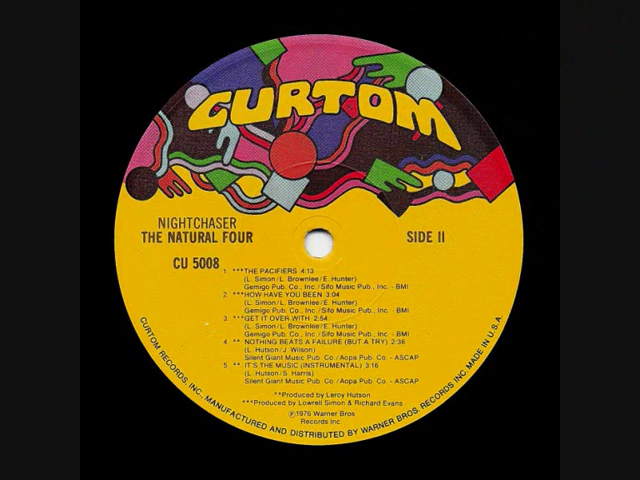 CURTOM
NIGHTCHASER
THE NATURAL FOUR
SIDE II
CU 5008
1. ***THE PACIFIERS 4:13
(L. Simon/L. Brownlee/E. Hunter)
Gemigo Pub. Co., Inc./Sifo Music Pub., Inc. - BMI
2. ***HOW HAVE YOU BEEN 3:04
(L. Simon/L. Brownlee/E. Hunter)
Gemigo Pub. Co., Inc./Sifo Music Pub., Inc. - BMI
3. ***GET IT OVER WITH 2:54
(L. Simon/L. Brownlee/E. Hunter)
Gemigo Pub. Co., Inc./Sifo Music Pub., Inc. - BMI
4. ** NOTHING BEATS A FAILURE (BUT A TRY) 2:36
(L. Hutson/J. Wilson)
Silent Giant Music Pub. Co./Aopa Pub. Co. - ASCAP
5. ** IT'S THE MUSIC (INSTRUMENTAL) 3:16
(L. Hutson/S. Harris)
Silent Giant Music Pub. Co./Aopa Pub. Co. - ASCAP
**Produced by Leroy Hutson
***Produced by Lowrell Simon & Richard Evans
℗1976 Warner Bros.
Records Inc.
CURTOM RECORDS, INC. MANUFACTURED AND DISTRIBUTED BY WARNER BROS. RECORDS INC. MADE IN U.S.A.